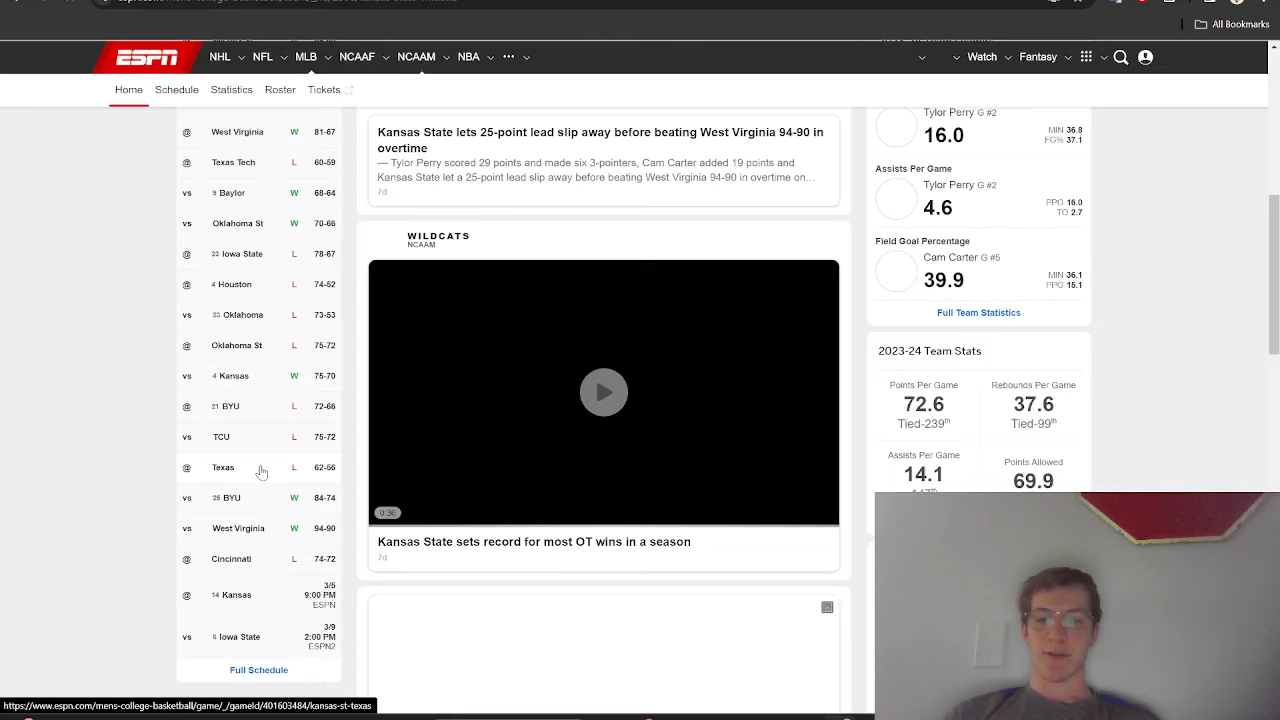 All Bookmarks
ESPN
NHL NFL MLB NCAAF NCAAM NBA ••• Watch Fantasy
Home Schedule Statistics Roster Tickets
@ West Virginia W 81-67
@ Texas Tech L 60-59
vs 9 Baylor W 68-64
vs Oklahoma St W 70-66
@ 23 Iowa State L 78-67
@ 4 Houston L 74-52
vs 23 Oklahoma L 73-53
@ Oklahoma St L 75-72
vs 4 Kansas W 75-70
@ 21 BYU L 72-66
vs TCU L 75-72
@ Texas L 62-56
vs 25 BYU W 84-74
vs West Virginia W 94-90
@ Cincinnati L 74-72
@ 14 Kansas 3/5
9:00 PM
ESPN
vs 6 Iowa State 3/9
2:00 PM
ESPN2
Full Schedule
Kansas State lets 25-point lead slip away before beating West Virginia 94-90 in
overtime
— Tylor Perry scored 29 points and made six 3-pointers, Cam Carter added 19 points and
Kansas State let a 25-point lead slip away before beating West Virginia 94-90 in overtime on…
7d
WILDCATS
NCAAM
0:36
Kansas State sets record for most OT wins in a season
7d
Tylor Perry G #2
16.0
MIN 36.8
FG% 37.1
Assists Per Game
Tylor Perry G #2
4.6
PPG 16.0
TO 2.7
Field Goal Percentage
Cam Carter G #5
39.9
MIN 36.1
PPG 15.1
Full Team Statistics
2023-24 Team Stats
Points Per Game Rebounds Per Game
72.6 37.6
Tied-239th Tied-99th
Assists Per Game Points Allowed
14.1 69.9
https://www.espn.com/mens-college-basketball/game/_/gameId/401603484/kansas-st-texas